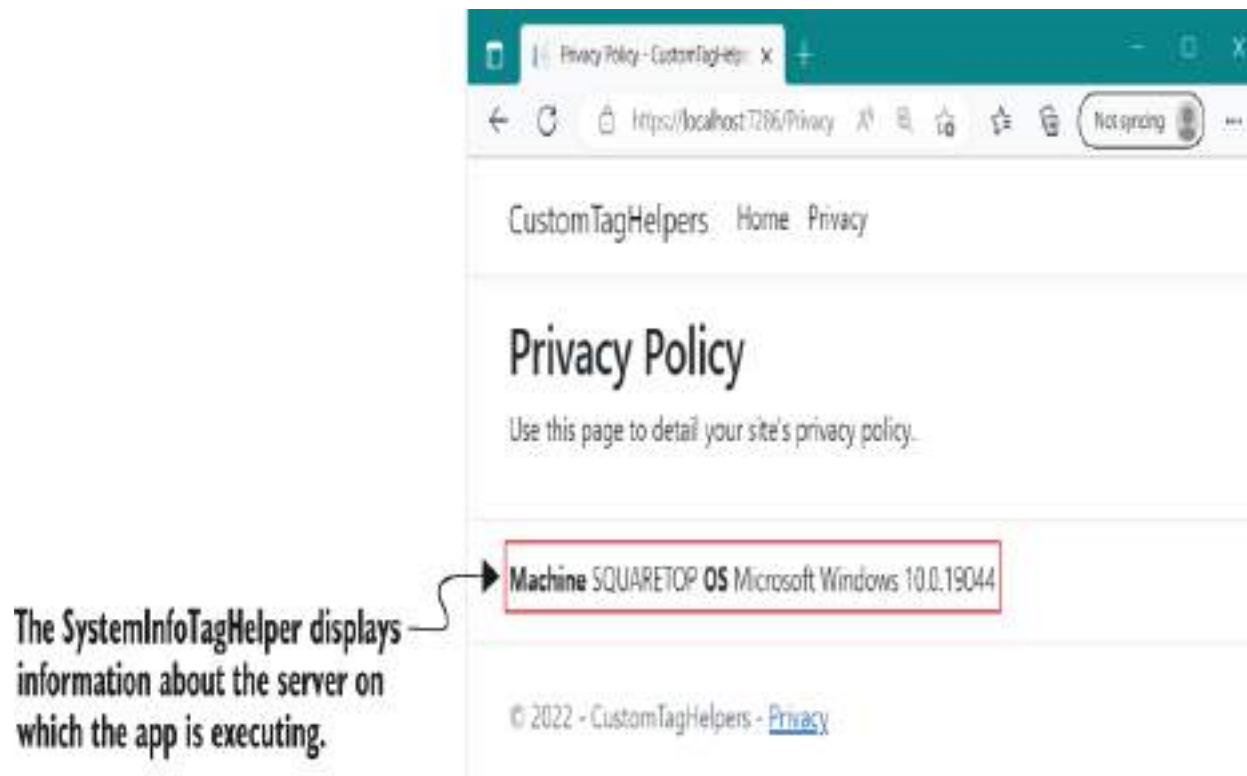 Privacy Policy - CustomTagHelp
https://localhost:7286/Privacy
Not syncing
CustomTagHelpers Home Privacy
Privacy Policy
Use this page to detail your site's privacy policy.
Machine SQUARETOP OS Microsoft Windows 10.0.19044
The SystemInfoTagHelper displays
information about the server on
which the app is executing.
© 2022 - CustomTagHelpers - Privacy